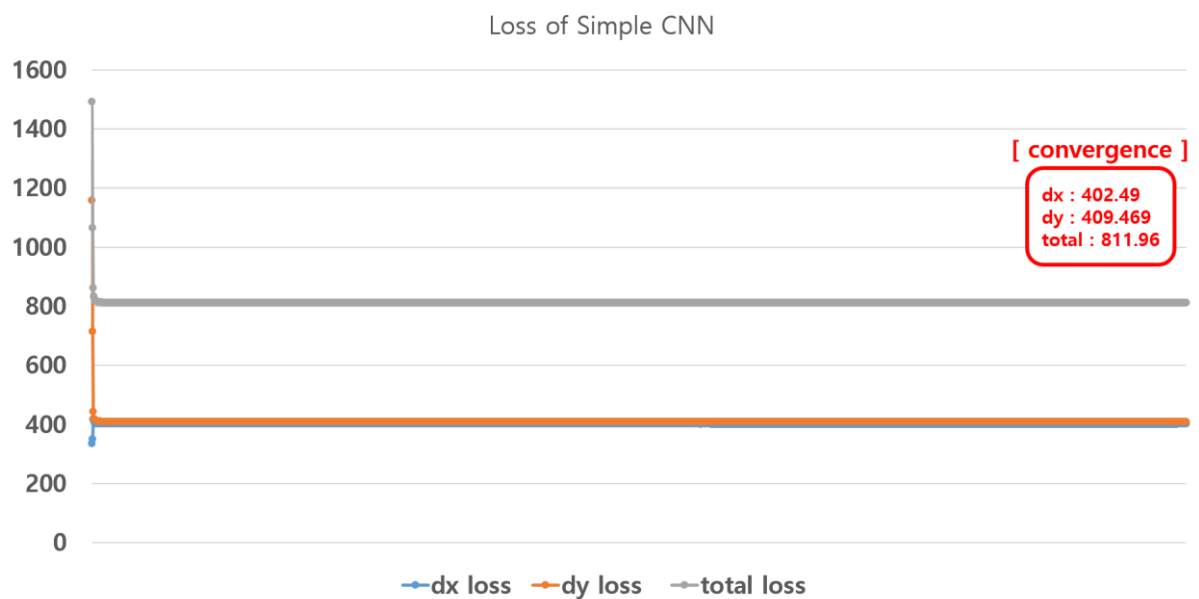 Loss of Simple CNN
1600
1400
1200
1000
800
600
400
200
0
[ convergence ]
dx : 402.49
dy : 409.469
total : 811.96
dx loss dy loss total loss